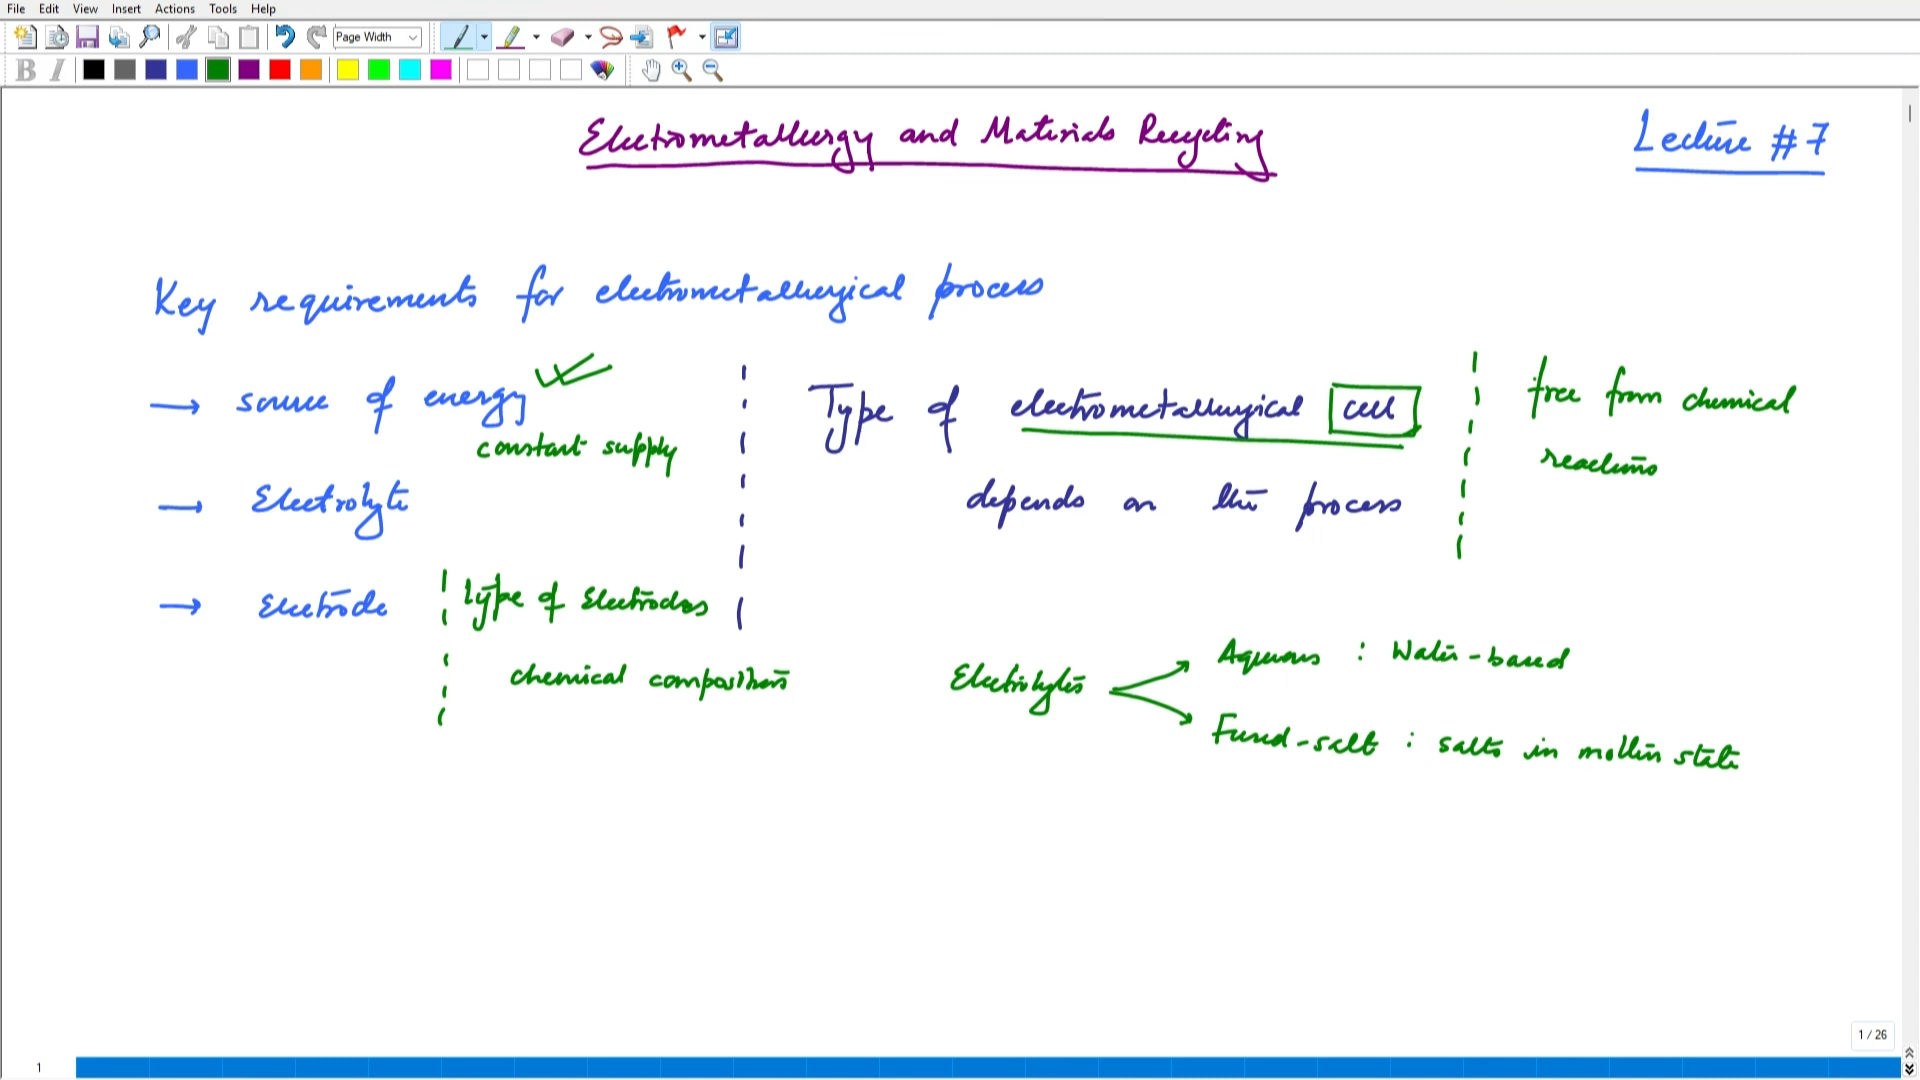 File Edit View Insert Actions Tools Help
Page Width
B I
Electrometallurgy and Materials Recycling
Lecture #7
Key requirements for electrometallurgical process
→ source of energy
constant supply
→ Electrolyte
→ Electrode
Type of Electrodes
chemical compositions
Type of electrometallurgical cell
depends on the process
free from chemical
reactions
Electrolytes
Aqueous : Water-based
Fused-salt : salts in molten state
1 / 26
1